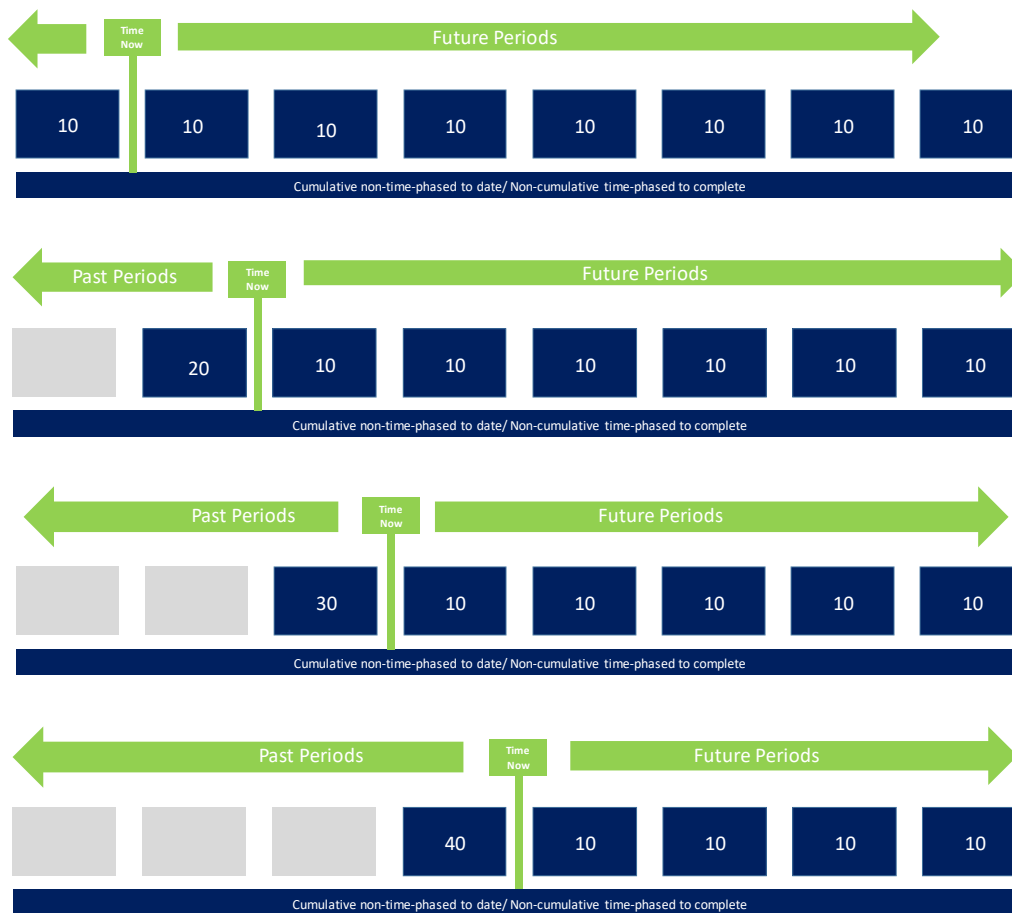 Time
Now
Future Periods
10 10 10 10 10 10 10 10
Cumulative non-time-phased to date/ Non-cumulative time-phased to complete
Past Periods
Time
Now
Future Periods
20 10 10 10 10 10 10
Cumulative non-time-phased to date/ Non-cumulative time-phased to complete
Past Periods
Time
Now
Future Periods
30 10 10 10 10 10
Cumulative non-time-phased to date/ Non-cumulative time-phased to complete
Past Periods
Time
Now
Future Periods
40 10 10 10 10
Cumulative non-time-phased to date/ Non-cumulative time-phased to complete